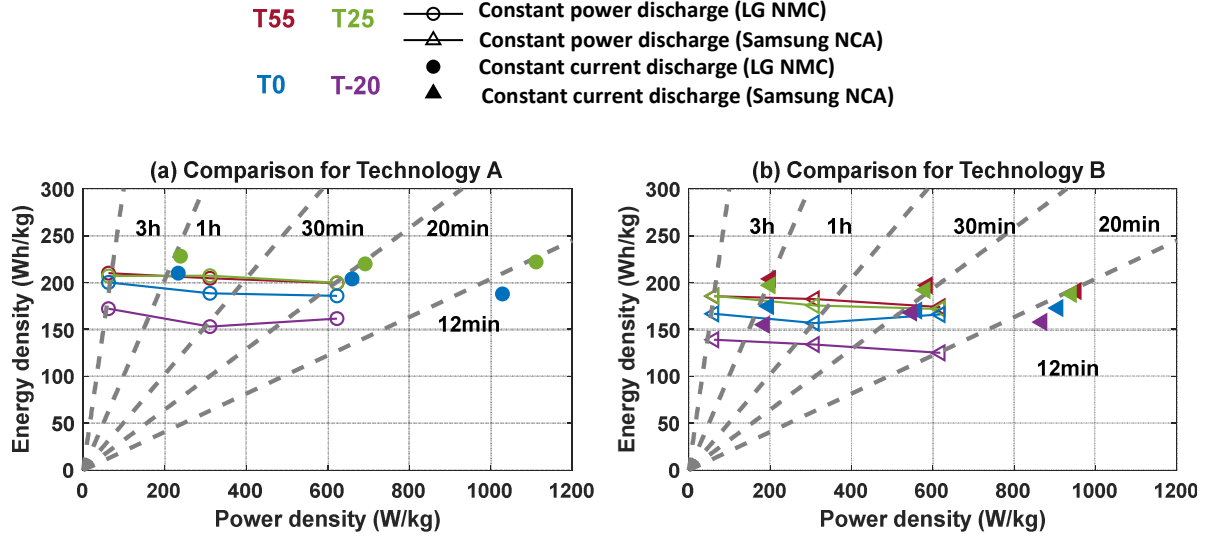 T55 T25 Constant power discharge (LG NMC)
Constant power discharge (Samsung NCA)
T0 T-20 Constant current discharge (LG NMC)
Constant current discharge (Samsung NCA)
(a) Comparison for Technology A
300
250
200
150
100
50
0
Energy density (Wh/kg)
3h 1h 30min 20min
12min
0 200 400 600 800 1000 1200
Power density (W/kg)
(b) Comparison for Technology B
300
250
200
150
100
50
0
Energy density (Wh/kg)
3h 1h 30min 20min
12min
0 200 400 600 800 1000 1200
Power density (W/kg)